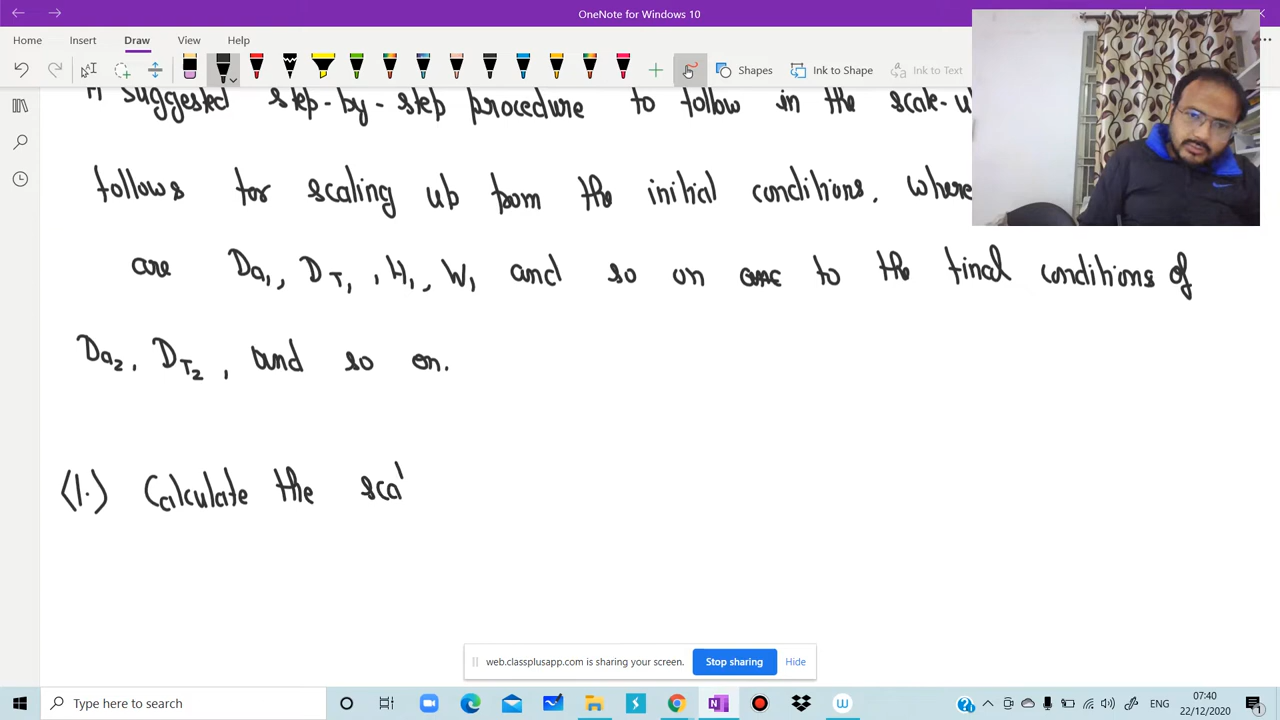 OneNote for Windows 10
Home Insert Draw View Help
Shapes Ink to Shape Ink to Text
A suggested step-by-step procedure to follow in the
follows for scaling up from the initial conditions. where
are Da1, DT1, H1, W1 and so on to the final conditions of
Da2, DT2, and so on.
(1.) Calculate the sca
web.classplusapp.com is sharing your screen. Stop sharing Hide
Type here to search
ENG
07:40
22/12/2020